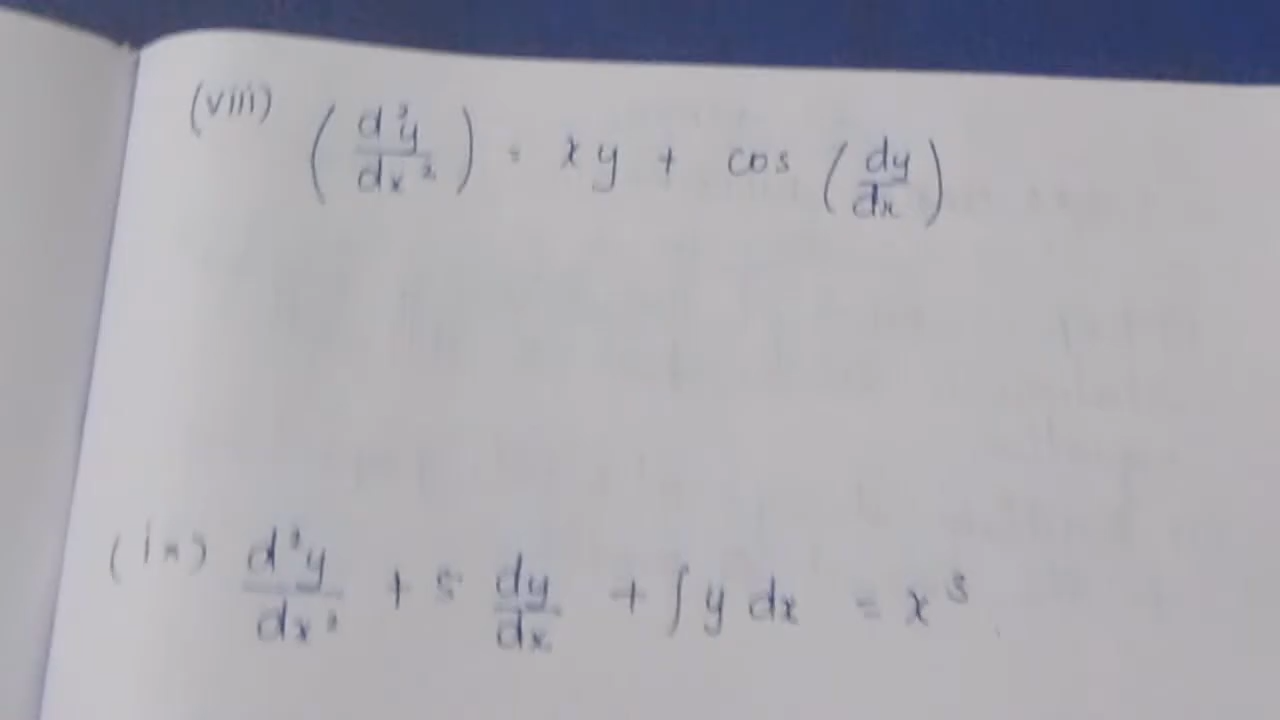 (viii) (d²y/dx²) = xy + cos (dy/dx)
(ix) d²y/dx² + 5 dy/dx + ∫ y dx = x³